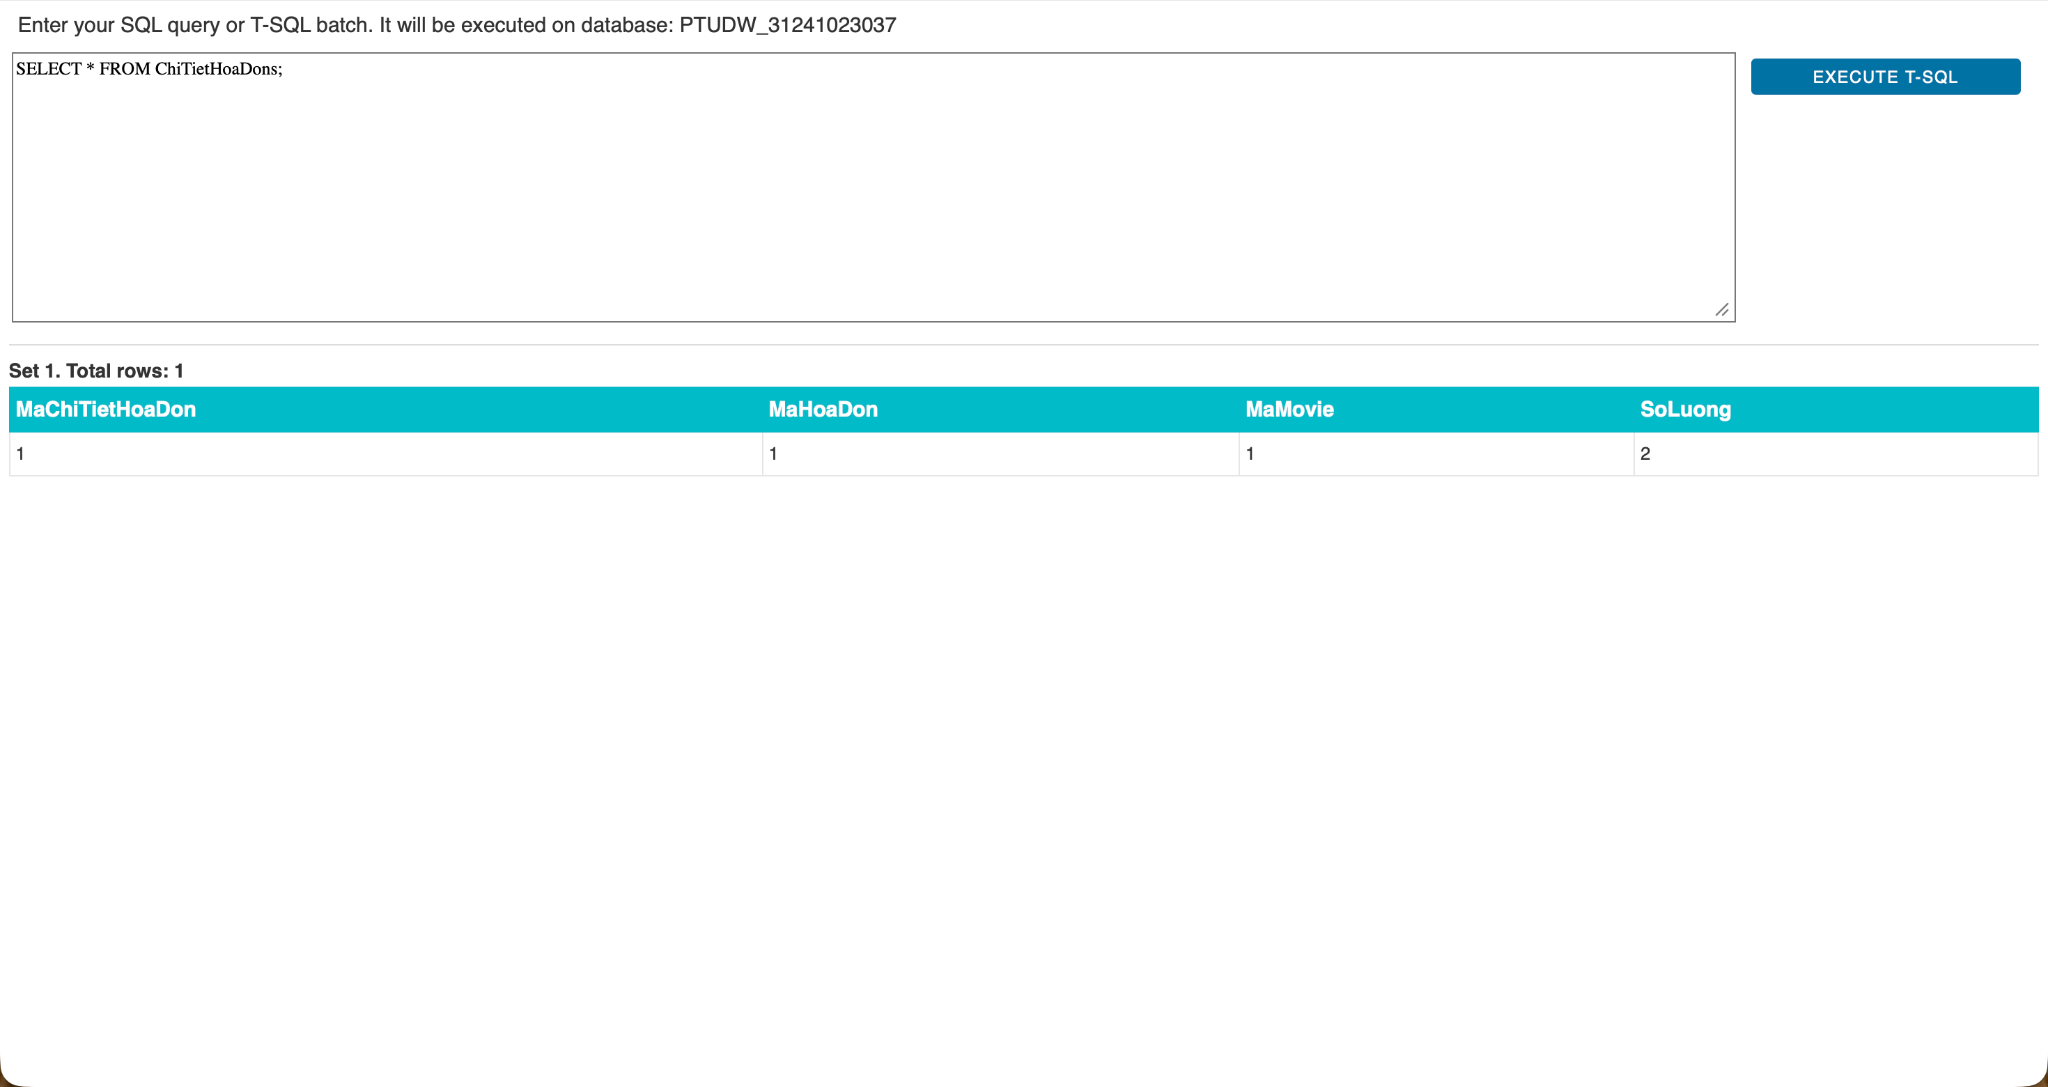 Enter your SQL query or T-SQL batch. It will be executed on database: PTUDW_31241023037
SELECT * FROM ChiTietHoaDons;
EXECUTE T-SQL
Set 1. Total rows: 1
MaChiTietHoaDon MaHoaDon MaMovie SoLuong
1 1 1 2